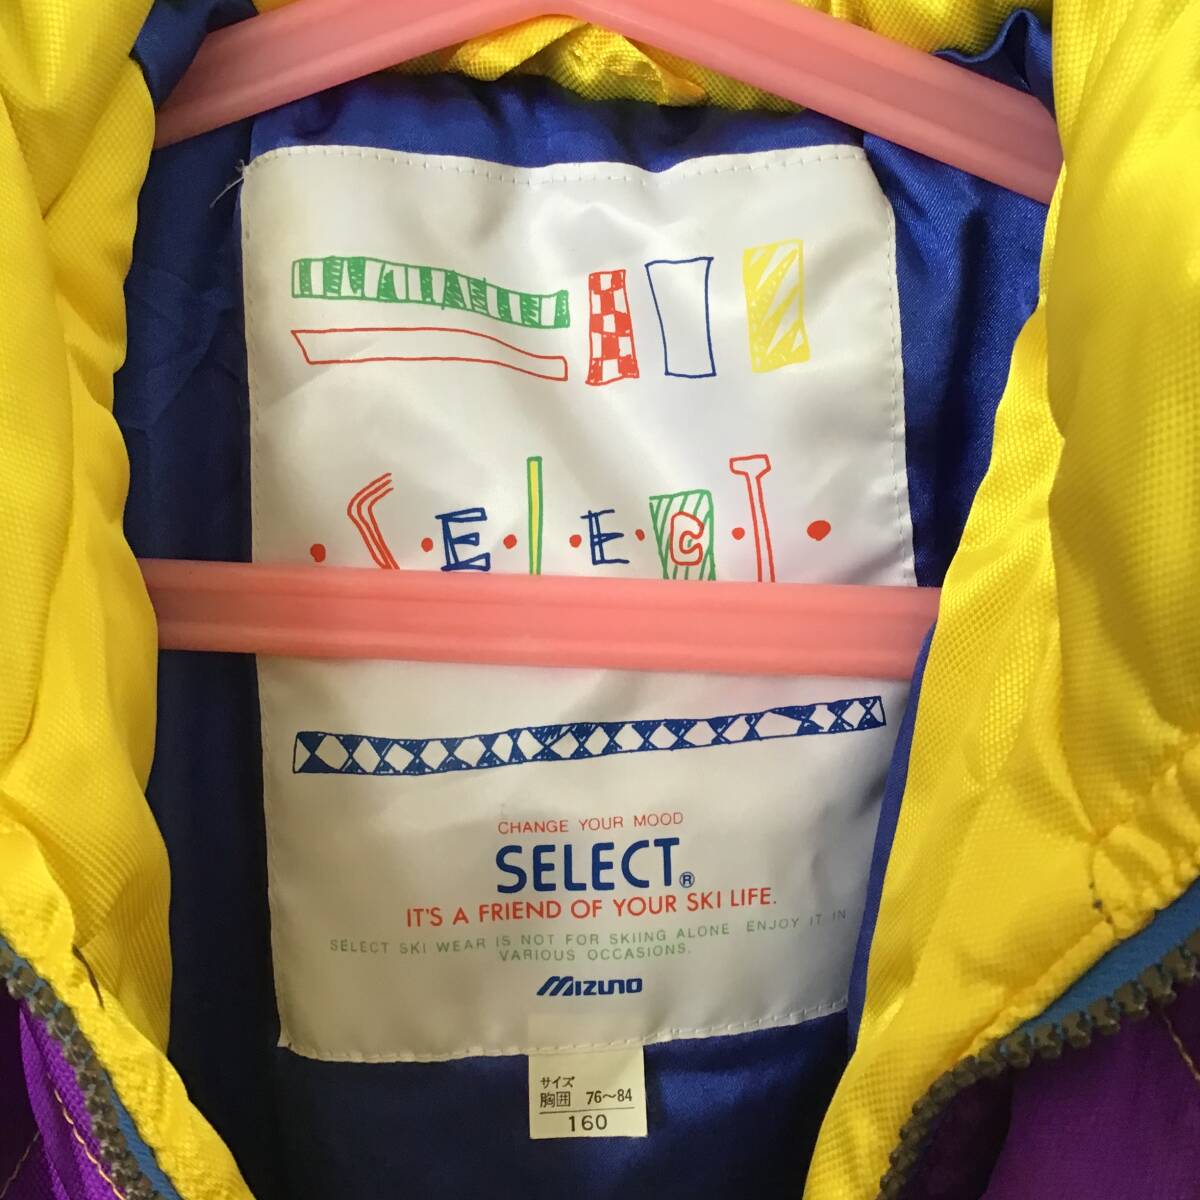 ·S·E·l·E·C·T·
CHANGE YOUR MOOD
SELECT®
IT'S A FRIEND OF YOUR SKI LIFE.
SELECT SKI WEAR IS NOT FOR SKIING ALONE ENJOY IT IN
VARIOUS OCCASIONS.
MIZUNO
サイズ
胸囲 76～84
160